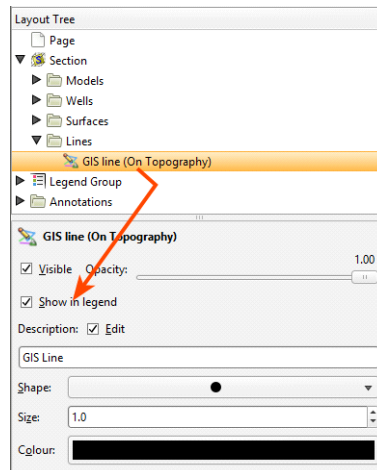 Layout Tree
Page
Section
Models
Wells
Surfaces
Lines
GIS line (On Topography)
Legend Group
Annotations
GIS line (On Topography)
Visible Opacity: 1.00
Show in legend
Description: Edit
GIS Line
Shape:
Size: 1.0
Colour: